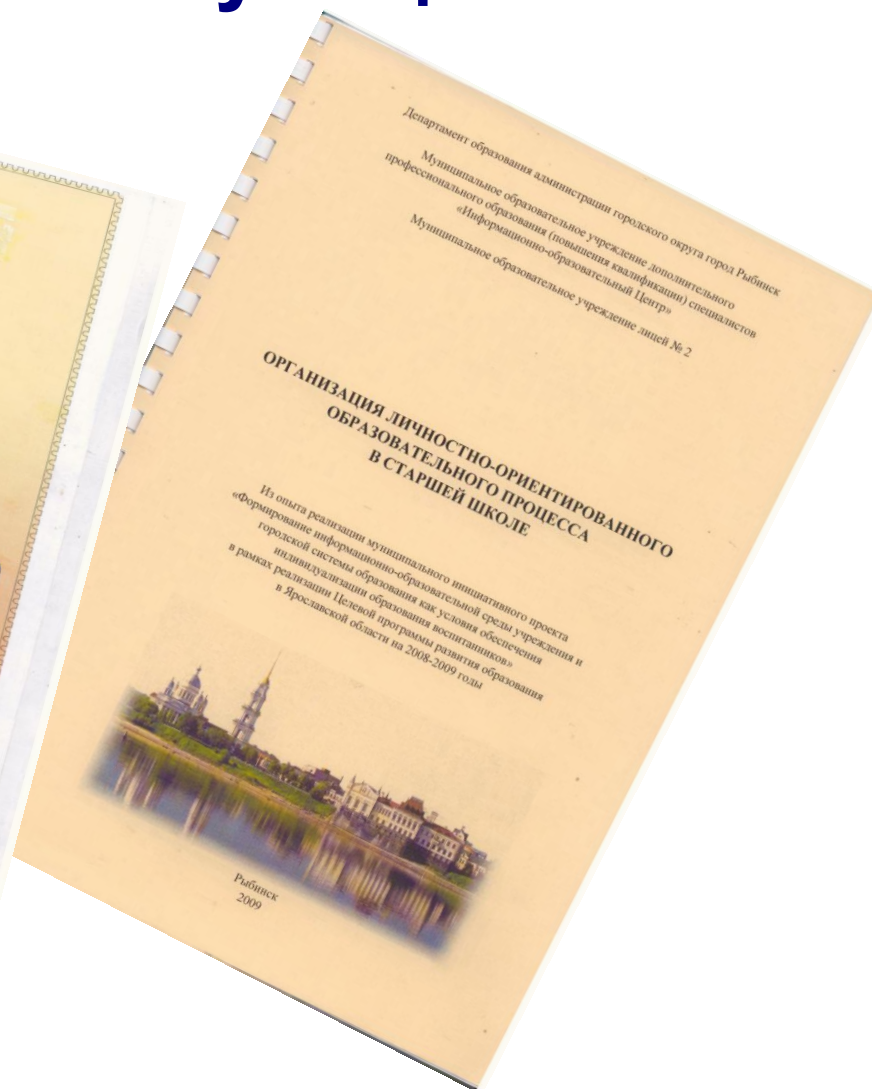 Департамент образования администрации городского округа город Рыбинск
Муниципальное образовательное учреждение дополнительного
профессионального образования (повышения квалификации) специалистов
«Информационно-образовательный Центр»
Муниципальное образовательное учреждение лицей № 2
ОРГАНИЗАЦИЯ ЛИЧНОСТНО-ОРИЕНТИРОВАННОГО
ОБРАЗОВАТЕЛЬНОГО ПРОЦЕССА
В СТАРШЕЙ ШКОЛЕ
Из опыта реализации муниципального инициативного проекта
«Формирование информационно-образовательной среды учреждения и
городской системы образования как условия обеспечения
индивидуализации образования воспитанников»
в рамках реализации Целевой программы развития образования
в Ярославской области на 2008-2009 годы
Рыбинск
2009